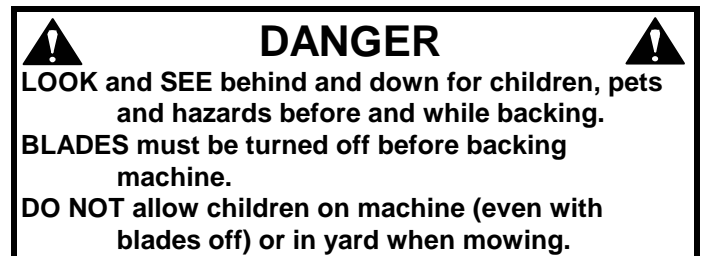 DANGER
LOOK and SEE behind and down for children, pets
and hazards before and while backing.
BLADES must be turned off before backing
machine.
DO NOT allow children on machine (even with
blades off) or in yard when mowing.